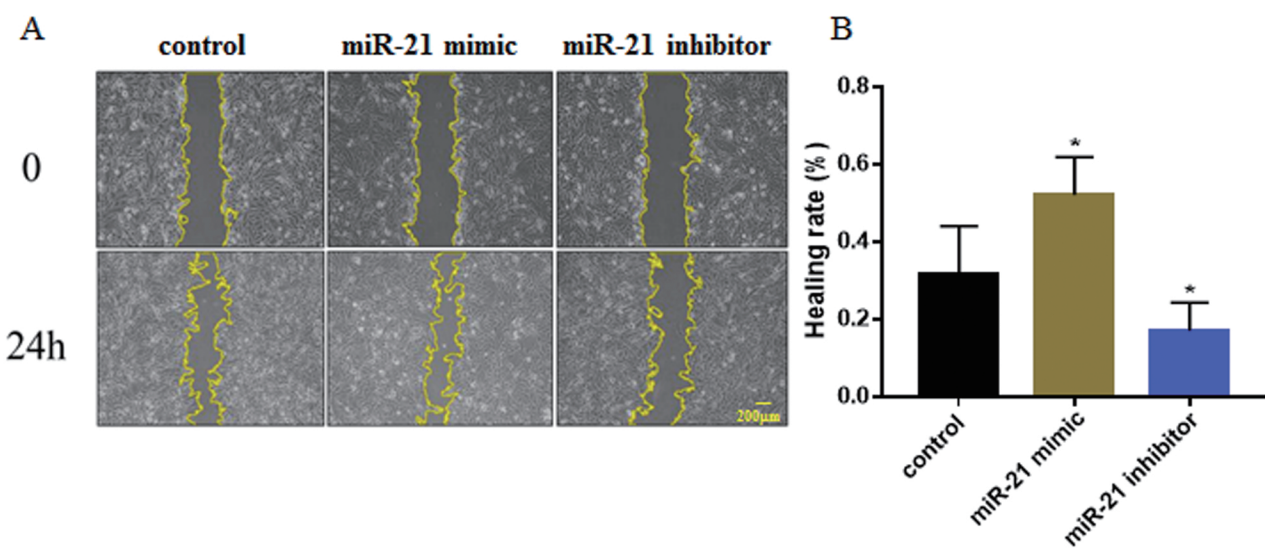 A
control miR-21 mimic miR-21 inhibitor
0
24h
200μm
B
Healing rate (%)
0.8
0.6
0.4
0.2
0.0
*
*
control
miR-21 mimic
miR-21 inhibitor